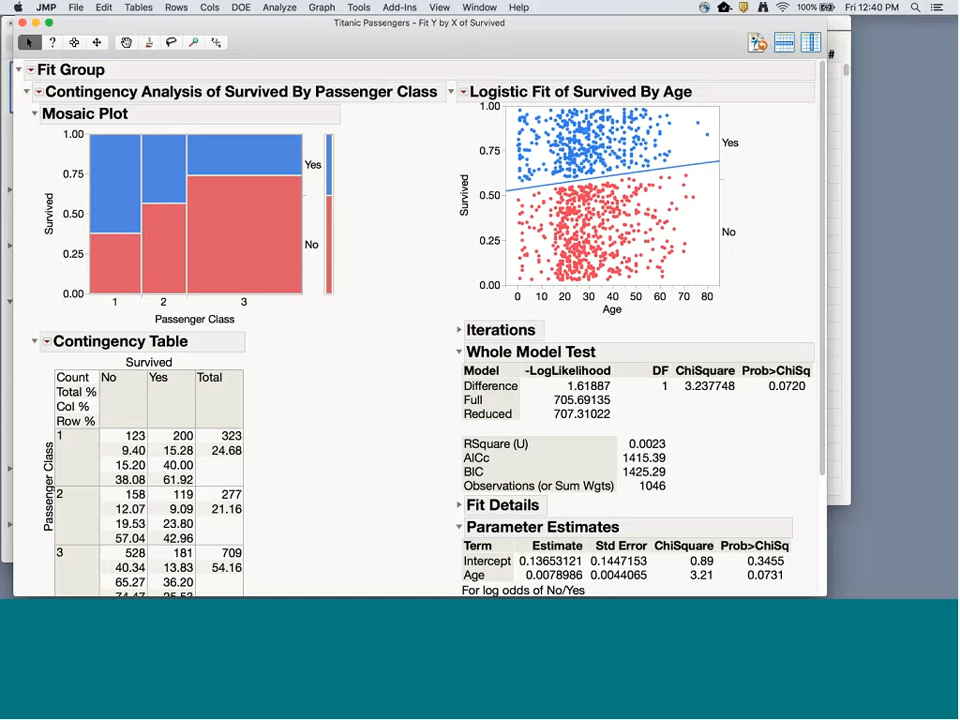 JMP File Edit Tables Rows Cols DOE Analyze Graph Tools Add-Ins View Window Help 100% Fri 12:40 PM
Titanic Passengers - Fit Y by X of Survived
Fit Group
Contingency Analysis of Survived By Passenger Class
Mosaic Plot
1.00
0.75
0.50
0.25
0.00
Survived
Yes
No
1 2 3
Passenger Class
Contingency Table
Survived
Passenger Class
Count No Yes Total
Total %
Col %
Row %
1 123 200 323
9.40 15.28 24.68
15.20 40.00
38.08 61.92
2 158 119 277
12.07 9.09 21.16
19.53 23.80
57.04 42.96
3 528 181 709
40.34 13.83 54.16
65.27 36.20
Logistic Fit of Survived By Age
1.00
0.75
0.50
0.25
0.00
Survived
Yes
No
0 10 20 30 40 50 60 70 80
Age
Iterations
Whole Model Test
Model -LogLikelihood DF ChiSquare Prob>ChiSq
Difference 1.61887 1 3.237748 0.0720
Full 705.69135
Reduced 707.31022
RSquare (U) 0.0023
AICc 1415.39
BIC 1425.29
Observations (or Sum Wgts) 1046
Fit Details
Parameter Estimates
Term Estimate Std Error ChiSquare Prob>ChiSq
Intercept 0.13653121 0.1447153 0.89 0.3455
Age 0.0078986 0.0044065 3.21 0.0731
For log odds of No/Yes
#